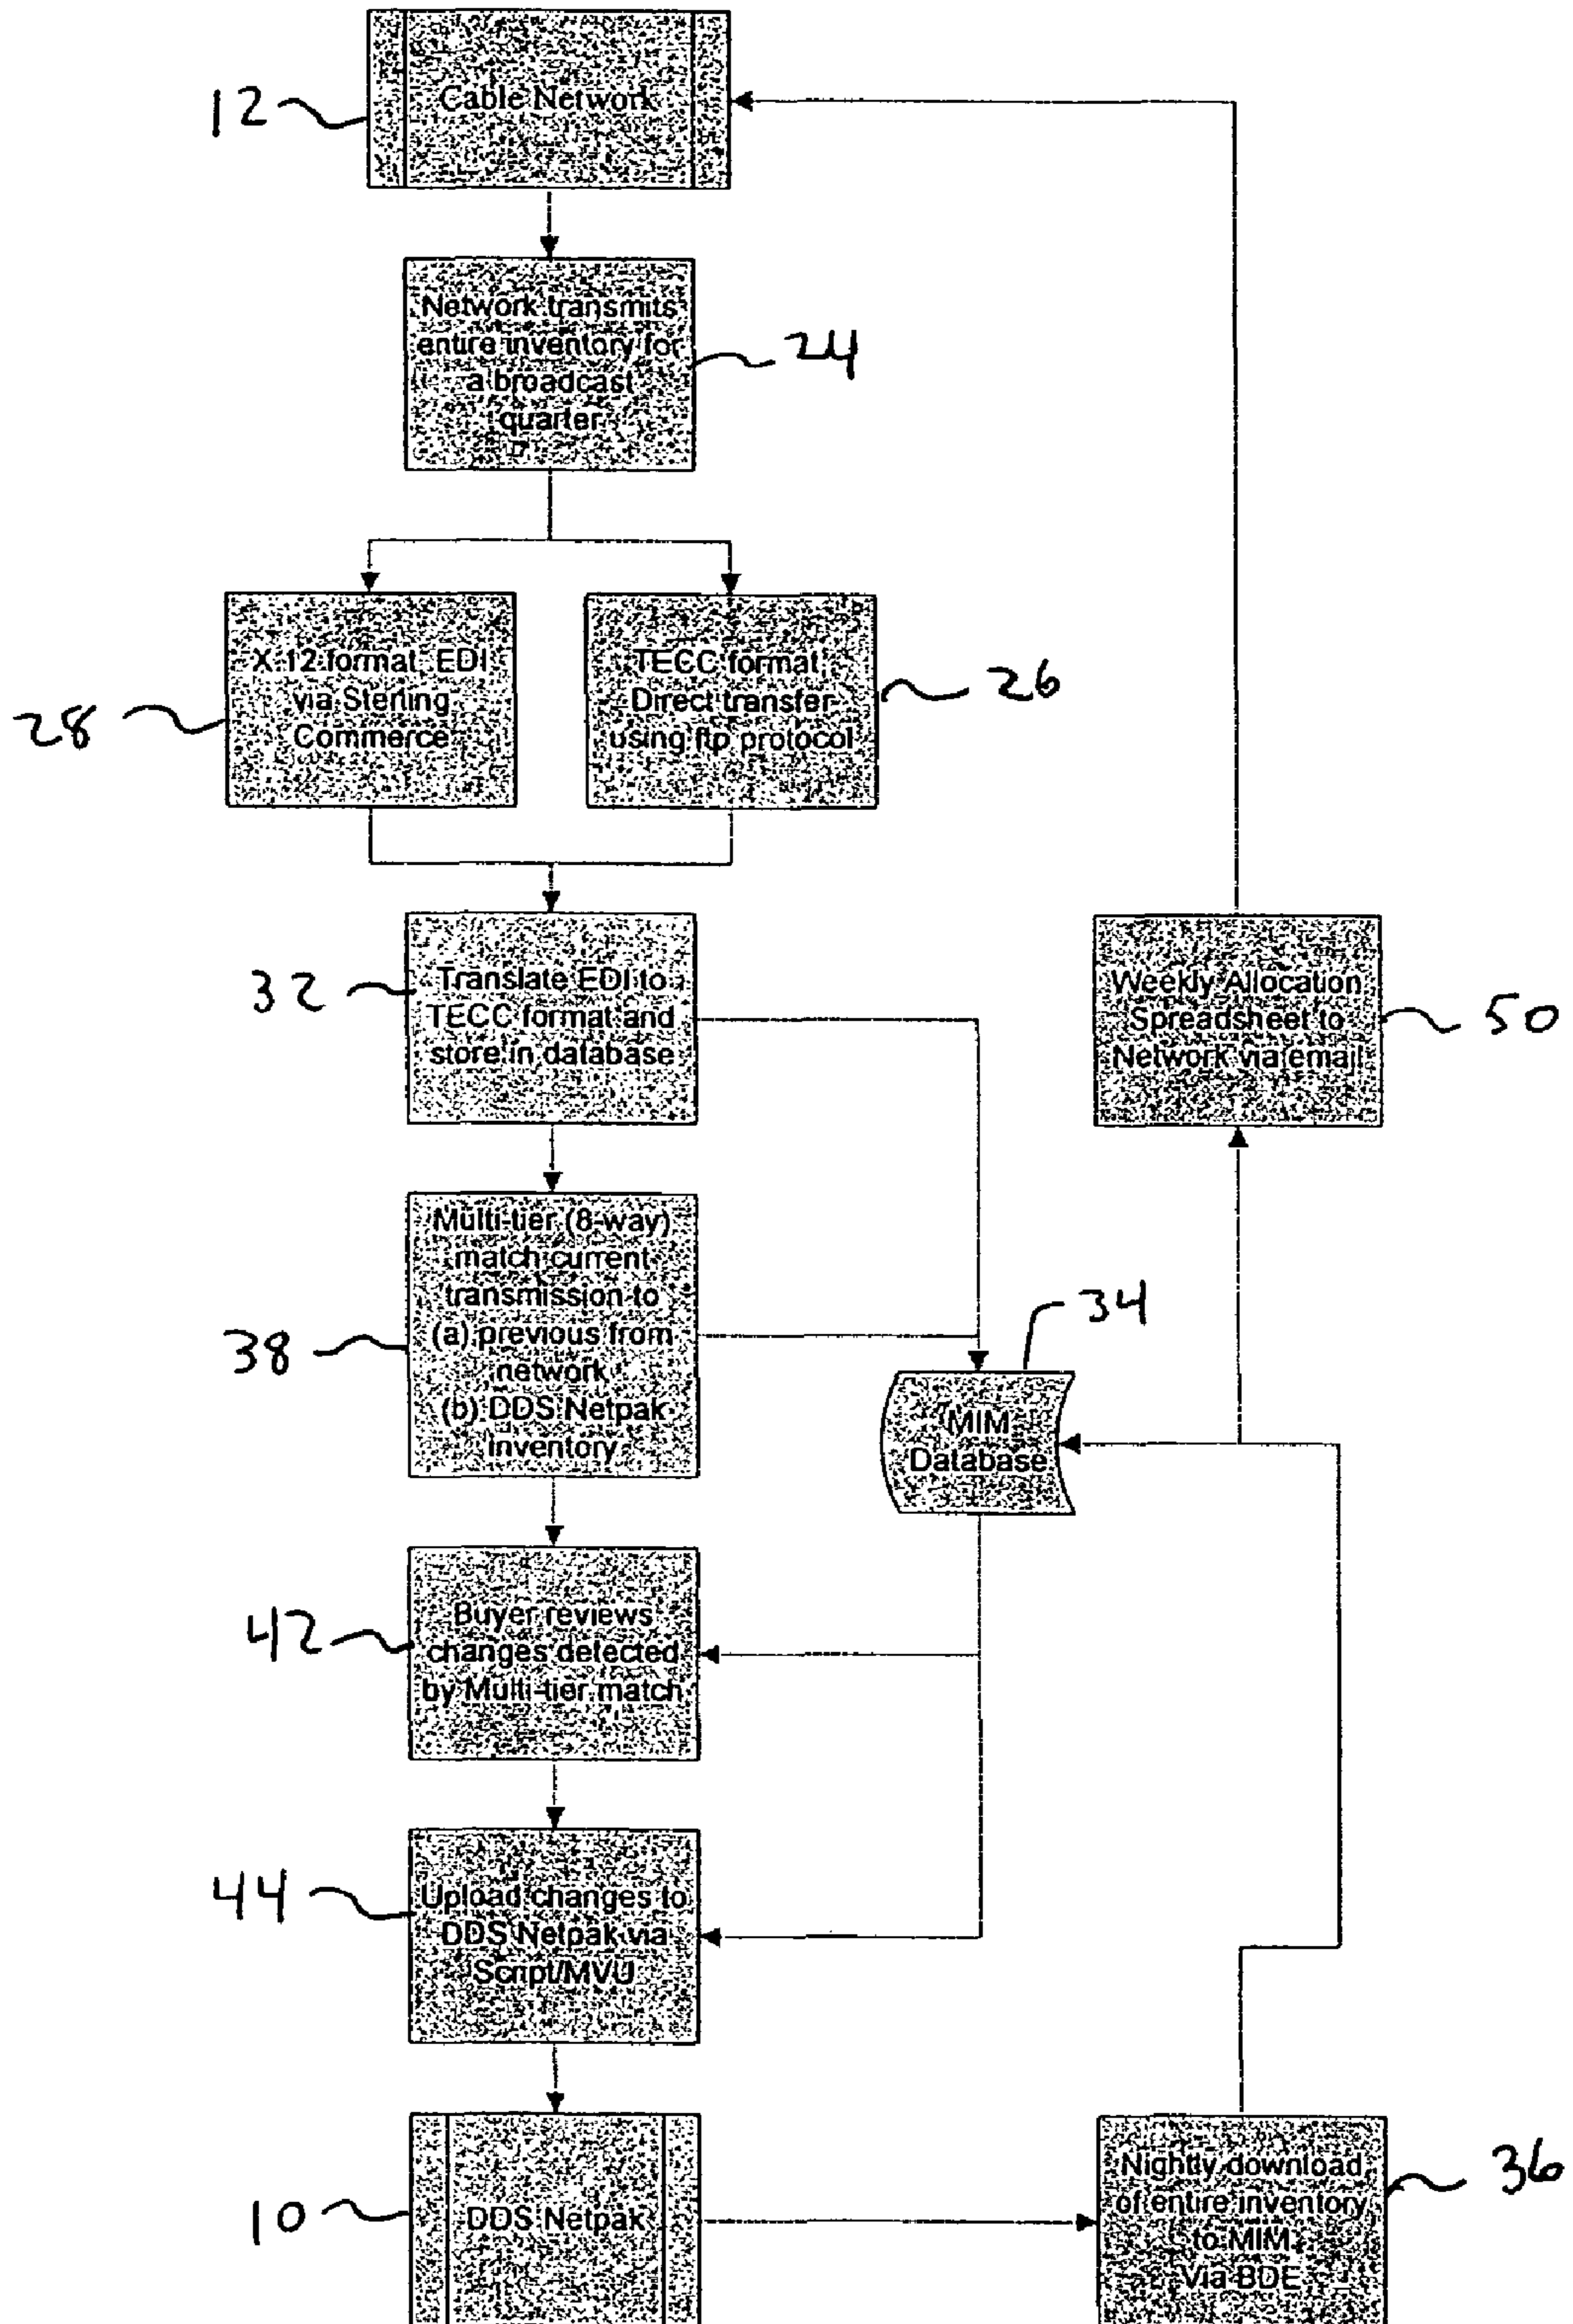 12
Cable Network
Network transmits
entire inventory for
a broadcast
quarter
24
X-12 format EDI
via Sterling
Commerce
28
TECC format
Direct transfer
using ftp protocol
26
32
Translate EDI to
TECC format and
store in database
Weekly Allocation
Spreadsheet to
Network via email
50
38
Multi-tier (8-way)
match current
transmission to
(a) previous from
network
(b) DDS Netpak
inventory
34
MIM
Database
42
Buyer reviews
changes detected
by Multi-tier match
44
Upload changes to
DDS Netpak via
Script/MVU
10
DDS Netpak
Nightly download
of entire inventory
to MIM
Via BDE
36